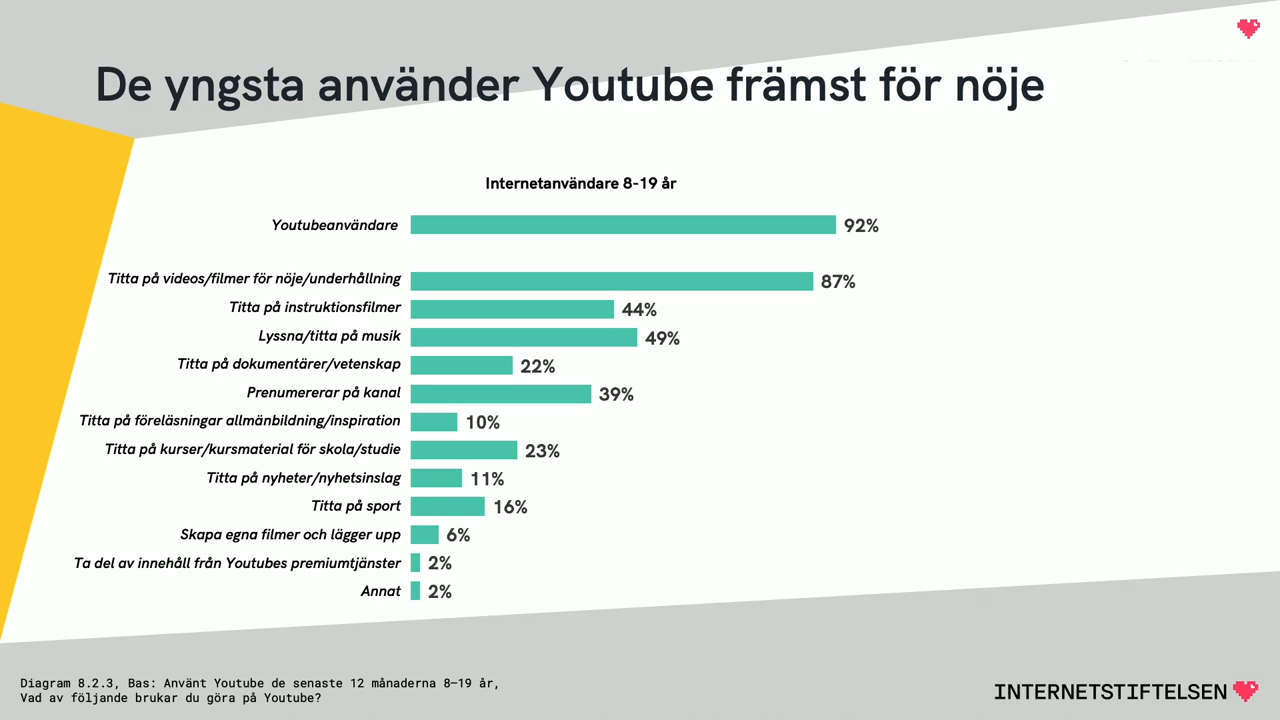 De yngsta använder Youtube främst för nöje
Internetanvändare 8-19 år
Youtubeanvändare 92%
Titta på videos/filmer för nöje/underhållning 87%
Titta på instruktionsfilmer 44%
Lyssna/titta på musik 49%
Titta på dokumentärer/vetenskap 22%
Prenumererar på kanal 39%
Titta på föreläsningar allmänbildning/inspiration 10%
Titta på kurser/kursmaterial för skola/studie 23%
Titta på nyheter/nyhetsinslag 11%
Titta på sport 16%
Skapa egna filmer och lägger upp 6%
Ta del av innehåll från Youtubes premiumtjänster 2%
Annat 2%
Diagram 8.2.3, Bas: Använt Youtube de senaste 12 månaderna 8–19 år,
Vad av följande brukar du göra på Youtube?
INTERNETSTIFTELSEN